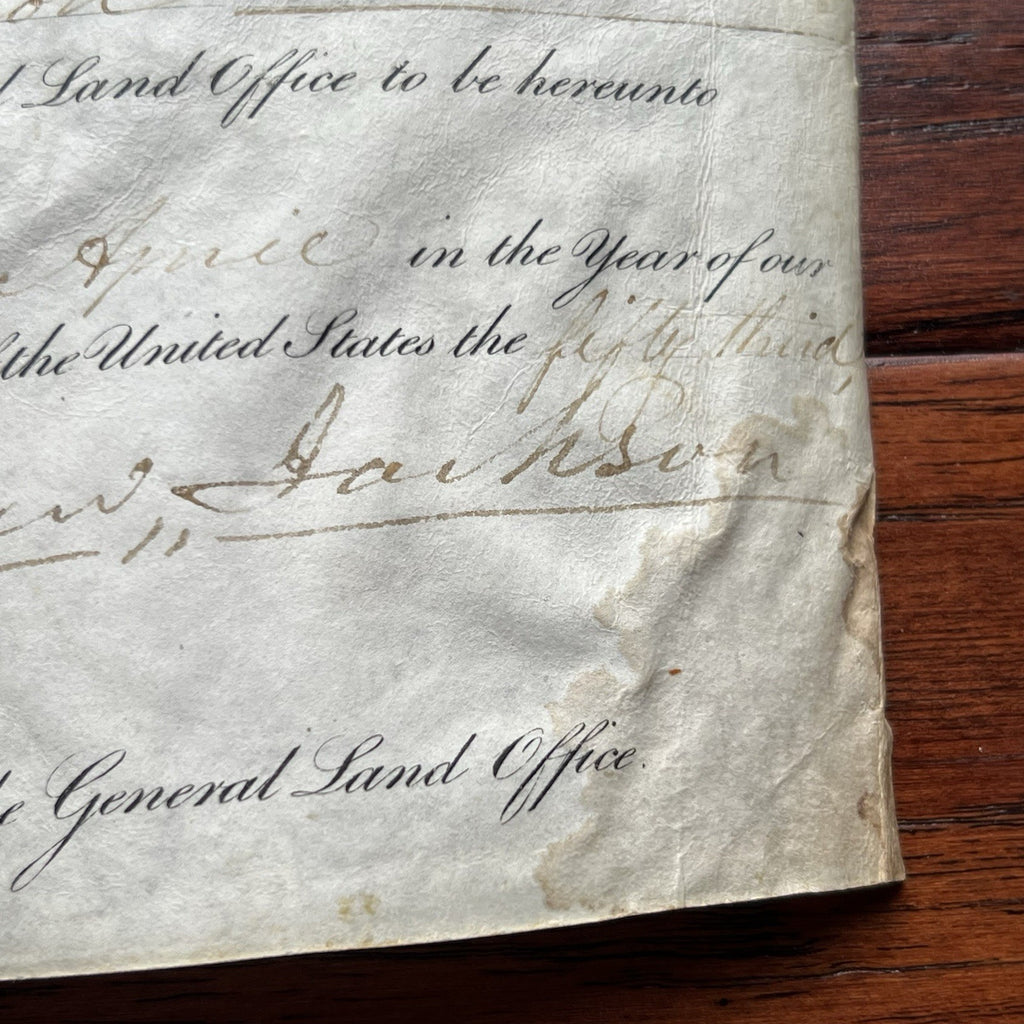 Land Office to be hereunto
April in the Year of our
the United States the fifty third
Jackson
General Land Office.